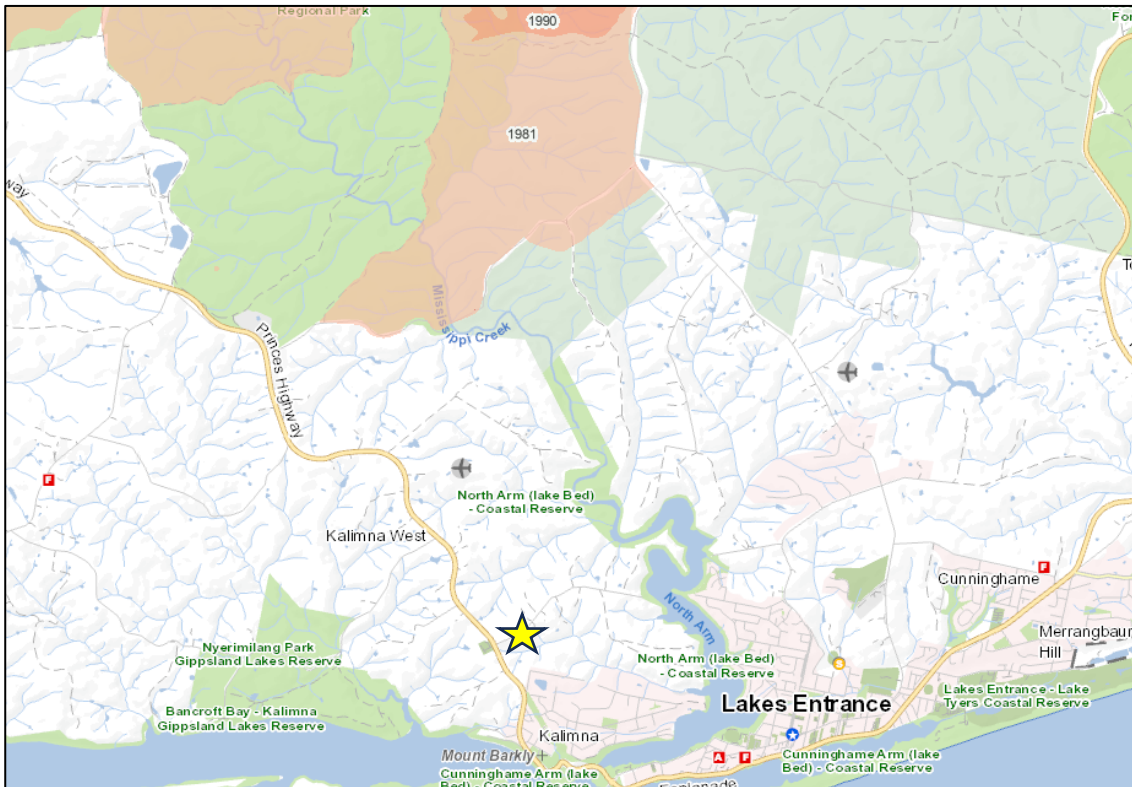 Regional Park
1990
For
1981
way
Mississippi Creek
To
Princes Highway
F
North Arm (lake Bed)
- Coastal Reserve
Kalimna West
F
Cunninghame
North Arm
Nyerimilang Park
Gippsland Lakes Reserve
Merrangbaur
Hill
North Arm (lake Bed)
- Coastal Reserve
S
Bancroft Bay - Kalimna
Gippsland Lakes Reserve
Lakes Entrance
Lakes Entrance - Lake
Tyers Coastal Reserve
Kalimna
Mount Barkly
A
F
Cunninghame Arm (lake
Bed) - Coastal Reserve
Cunninghame Arm (lake
Bed) - Coastal Reserve
Esplanade